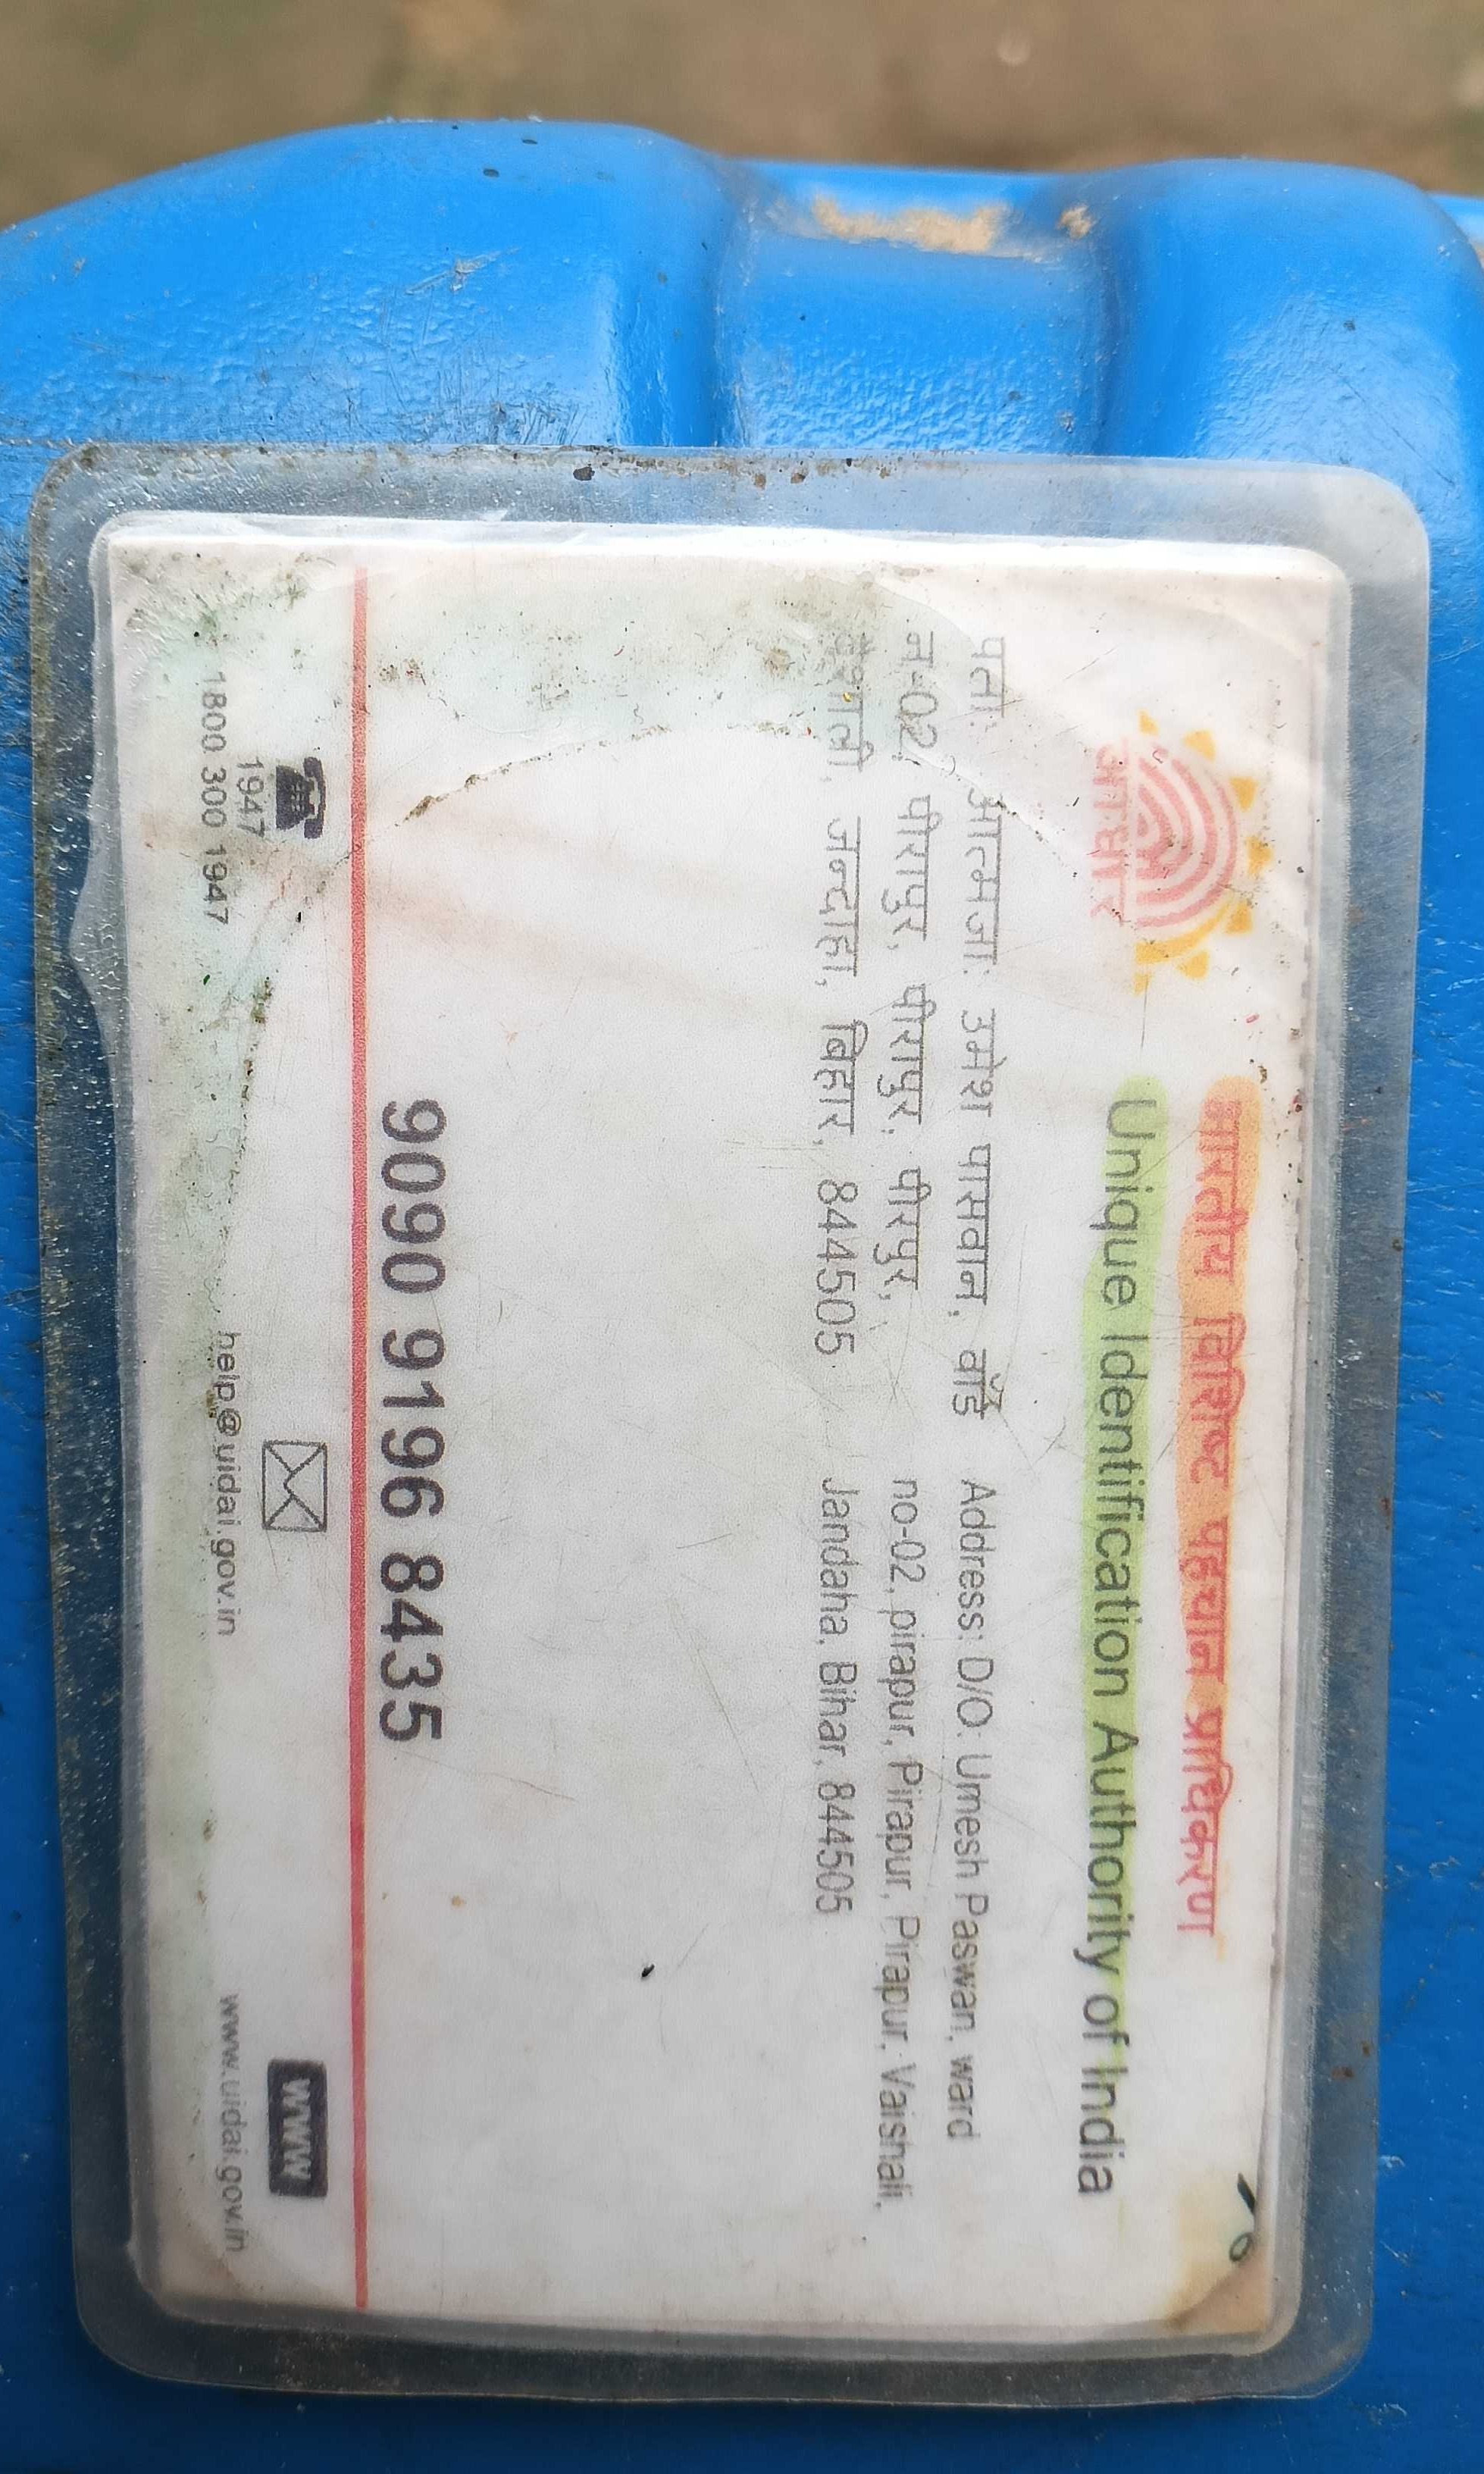 भारतीय विशिष्ट पहचान प्राधिकरण
Unique Identification Authority of India
आधार
पता: आत्मजा: उमेश पासवान, वॉर्ड
न-02, पीरापुर, पीरापुर, पीरपुर,
वैशाली, जन्दाहा, बिहार, 844505
Address: D/O: Umesh Paswan, ward
no-02, pirapur, Pirapur, Pirapur, Vaishali,
Jandaha, Bihar, 844505
9090 9196 8435
1947
1800 300 1947
help@uidai.gov.in
www
www.uidai.gov.in